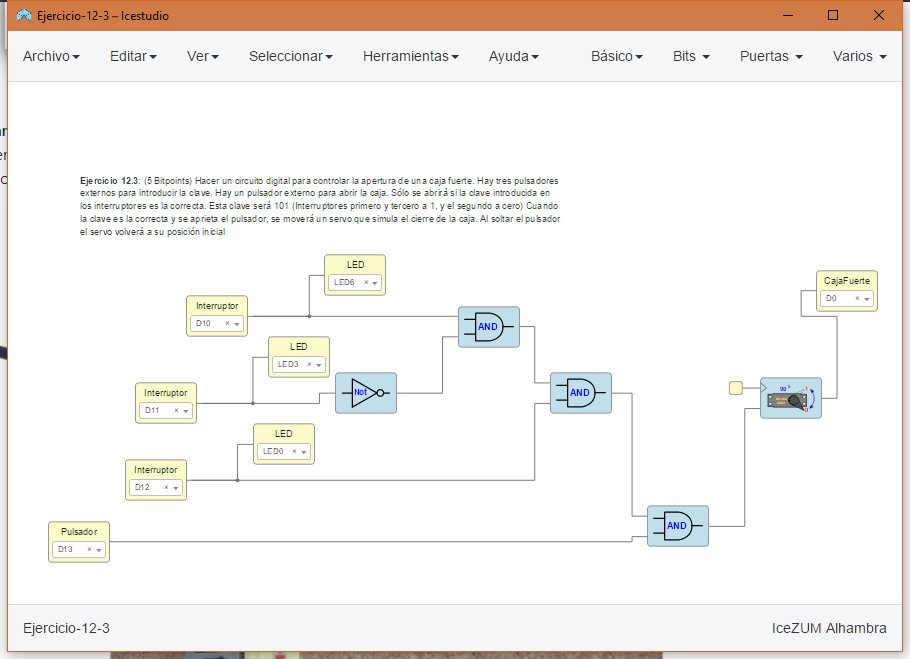 Ejercicio-12-3 – Icestudio
Archivo Editar Ver Seleccionar Herramientas Ayuda Básico Bits Puertas Varios
Ejercicio 12.3: (5 Bitpoints) Hacer un circuito digital para controlar la apertura de una caja fuerte. Hay tres pulsadores
externos para introducir la clave. Hay un pulsador externo para abrir la caja. Sólo se abrirá si la clave introducida en
los interruptores es la correcta. Esta clave será 101 (Interruptores primero y tercero a 1, y el segundo a cero) Cuando
la clave es la correcta y se aprieta el pulsador, se moverá un servo que simula el cierre de la caja. Al soltar el pulsador
el servo volverá a su posición inicial
LED
LED6 ×
CajaFuerte
D0 ×
Interruptor
D10 ×
AND
LED
LED3 ×
Interruptor
D11 ×
Not
AND
90 º
LED
LED0 ×
Interruptor
D12 ×
Pulsador
D13 ×
AND
Ejercicio-12-3
IceZUM Alhambra